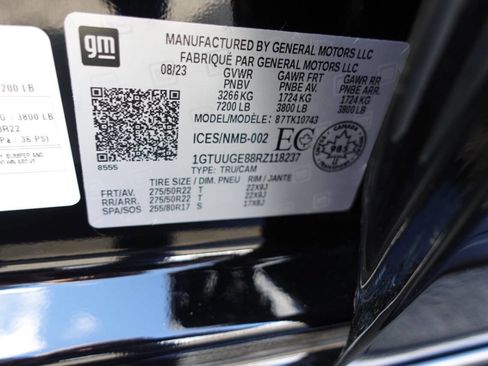 gm
MANUFACTURED BY GENERAL MOTORS LLC
FABRIQUÉ PAR GENERAL MOTORS LLC
08/23 GVWR GAWR FRT GAWR RR
PNBV PNBE AV. PNBE ARR
3266 KG 1724 KG 1724 KG
7200 LB 3800 LB 3800 LB
MODEL/MODÈLE: 87TK10743
ICES/NMB-002 EC
CANADA
1GTUUGE88RZ118237
8555
TYPE: TRU/CAM
TIRE SIZE / DIM. PNEU RIM / JANTE
FRT/AV. 275/50R22 T 22X9J
RR/ARR. 275/50R22 T 22X9J
SPA/SOS 255/80R17 S 17X8J
7200 LB
KG 3800 LB
36 PSI